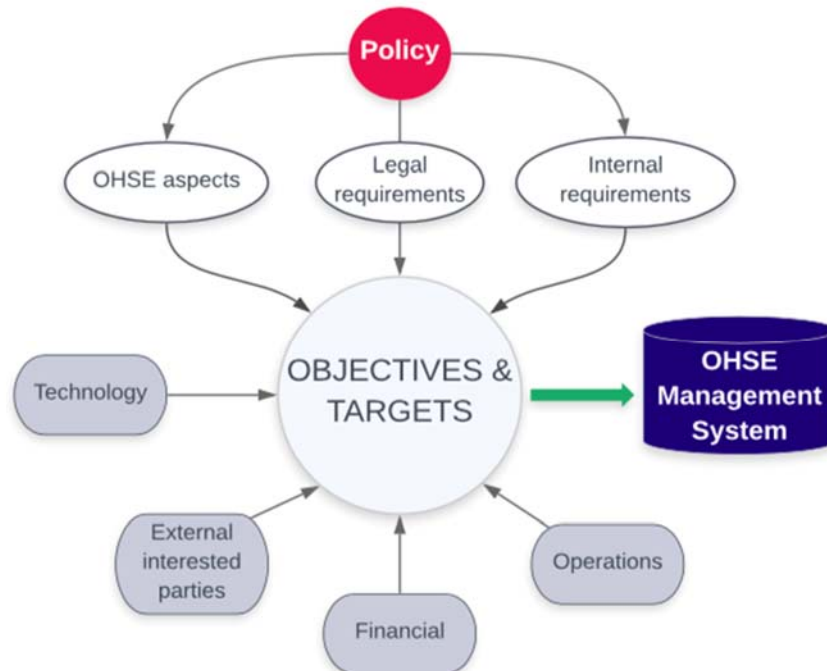 Policy
OHSE aspects
Legal
requirements
Internal
requirements
OBJECTIVES &
TARGETS
OHSE
Management
System
Technology
External
interested
parties
Operations
Financial